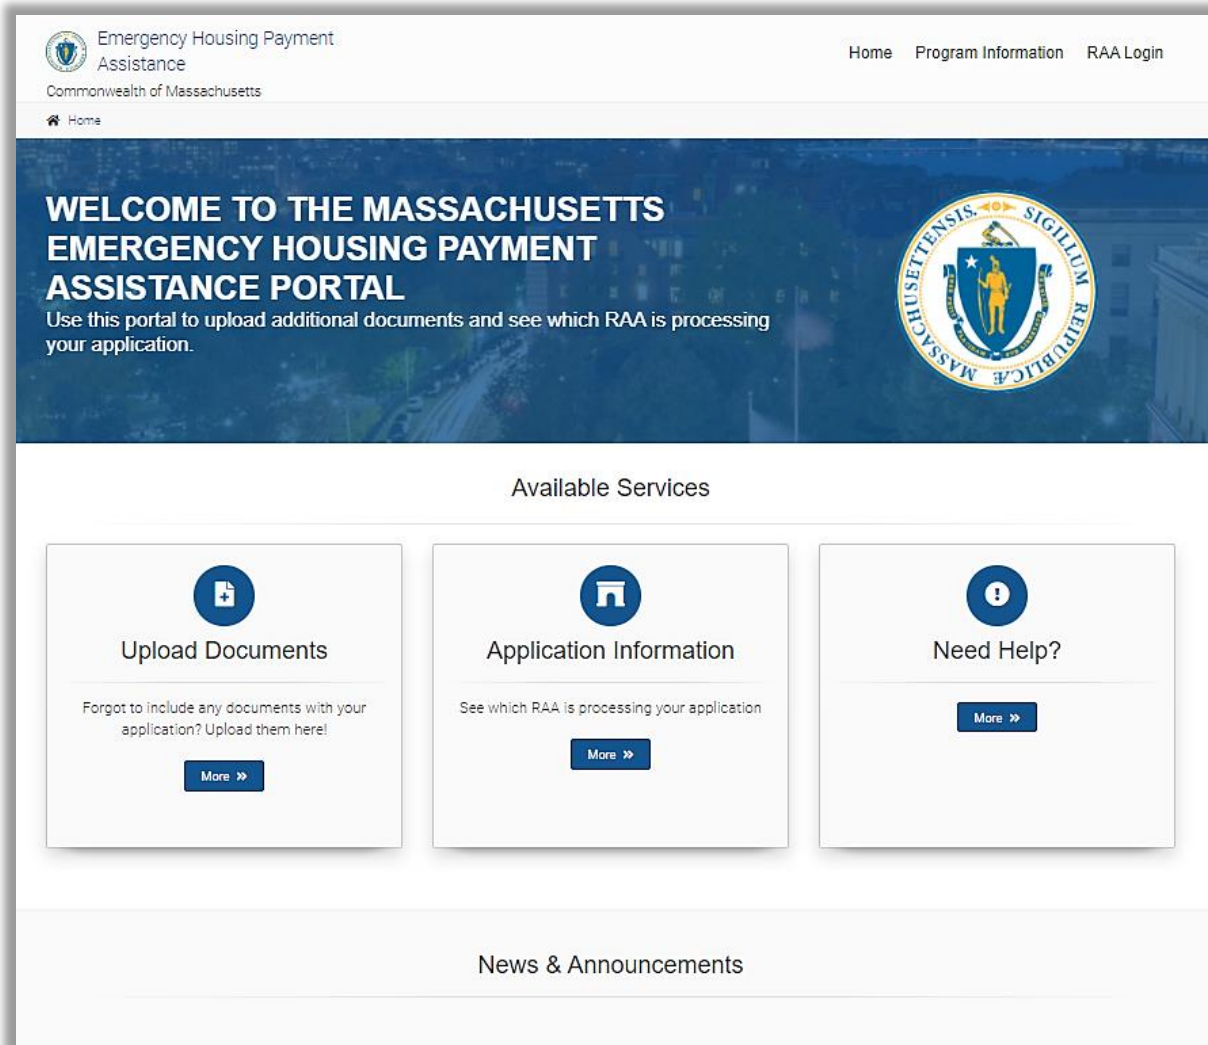 Emergency Housing Payment
Assistance
Commonwealth of Massachusetts
Home Program Information RAA Login
Home
WELCOME TO THE MASSACHUSETTS
EMERGENCY HOUSING PAYMENT
ASSISTANCE PORTAL
Use this portal to upload additional documents and see which RAA is processing
your application.
MASSACHUSETTENSIS. SIGILLUM REIPUBLICÆ
Available Services
Upload Documents
Forgot to include any documents with your
application? Upload them here!
More »
Application Information
See which RAA is processing your application
More »
Need Help?
More »
News & Announcements